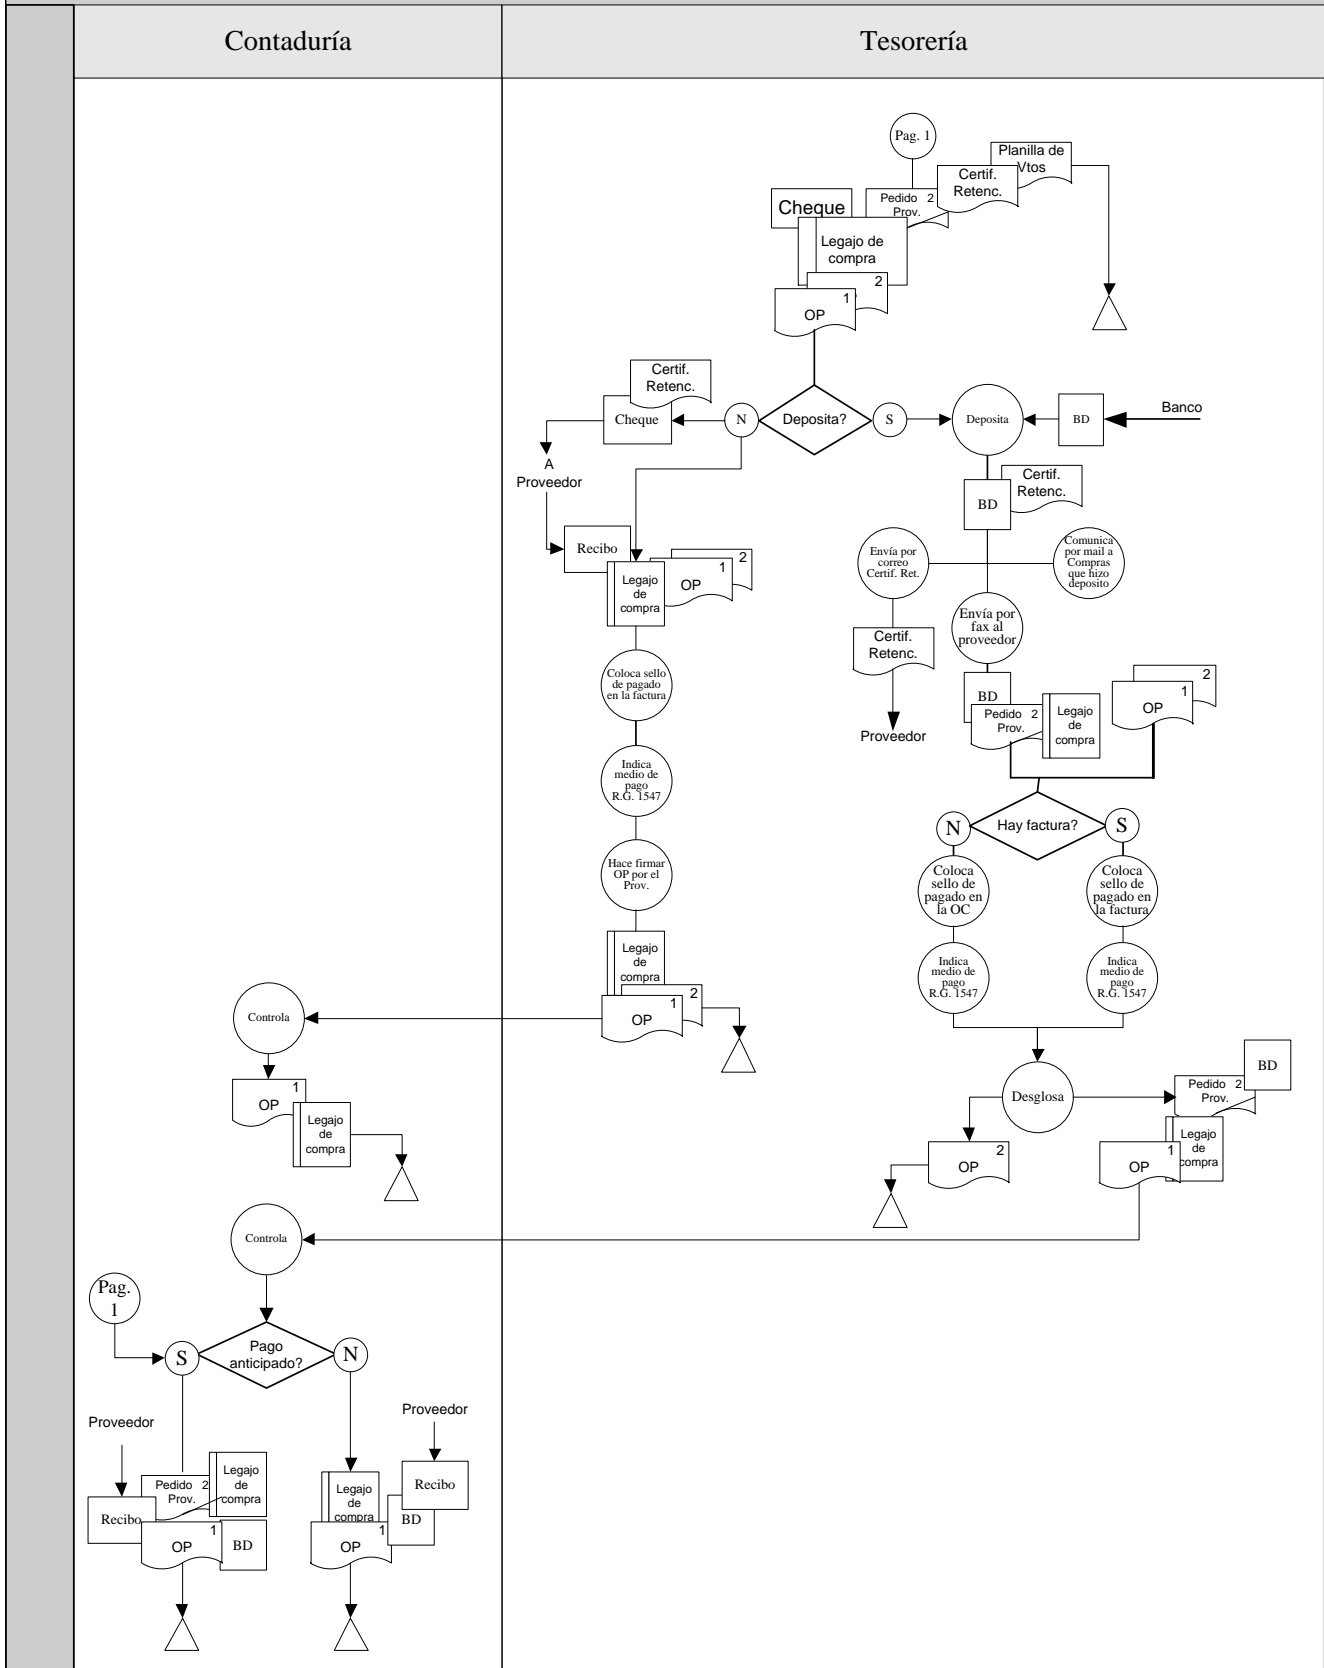 Contaduría
Tesorería
Pag. 1
Planilla de
Vtos
Certif.
Retenc.
Pedido 2
Prov.
Cheque
Legajo de
compra
2
1
OP
Certif.
Retenc.
Cheque
N
Deposita?
S
Deposita
BD
Banco
A
Proveedor
Certif.
Retenc.
BD
Recibo
Legajo
de
compra
2
1
OP
Envía por
correo
Certif. Ret.
Comunica
por mail a
Compras
que hizo
deposito
Envía por
fax al
proveedor
Certif.
Retenc.
Proveedor
Coloca sello
de pagado
en la factura
BD
Pedido 2
Prov.
Legajo
de
compra
2
1
OP
Indica
medio de
pago
R.G. 1547
N
Hay factura?
S
Hace firmar
OP por el
Prov.
Coloca
sello de
pagado en
la OC
Coloca
sello de
pagado en
la factura
Legajo
de
compra
2
1
OP
Indica
medio de
pago
R.G. 1547
Indica
medio de
pago
R.G. 1547
Controla
1
OP
Legajo
de
compra
Desglosa
BD
Pedido 2
Prov.
Legajo
de
compra
1
OP
2
OP
Controla
Pag.
1
S
Pago
anticipado?
N
Proveedor
Proveedor
Pedido 2
Prov.
Legajo
de
compra
Recibo
1
OP
BD
Legajo
de
compra
Recibo
BD
1
OP